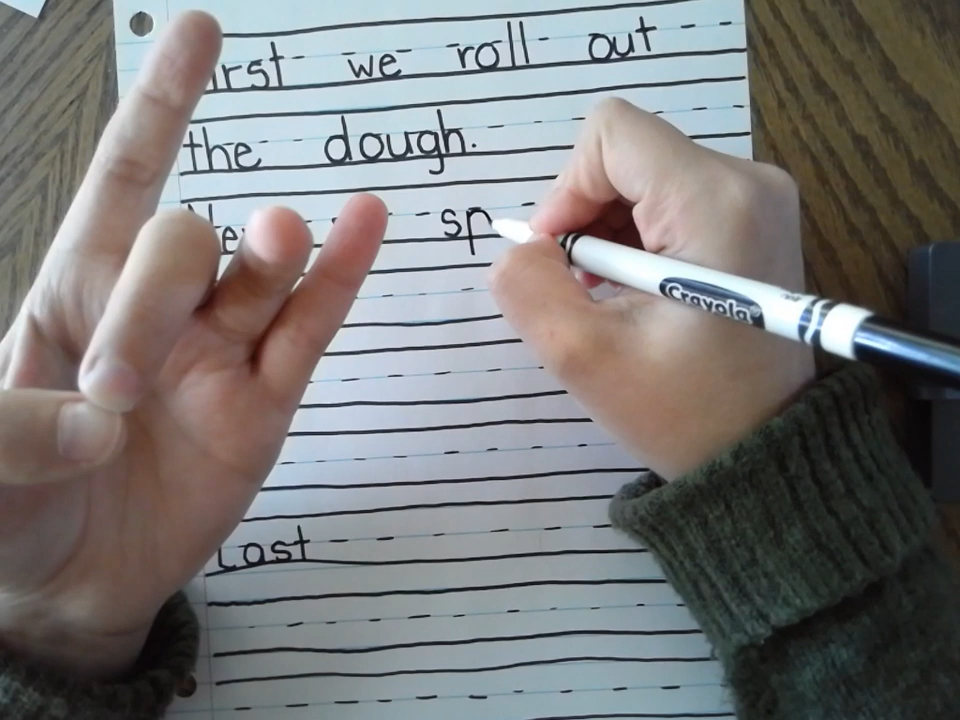 irst we roll out
the dough.
sp
Last
Crayola